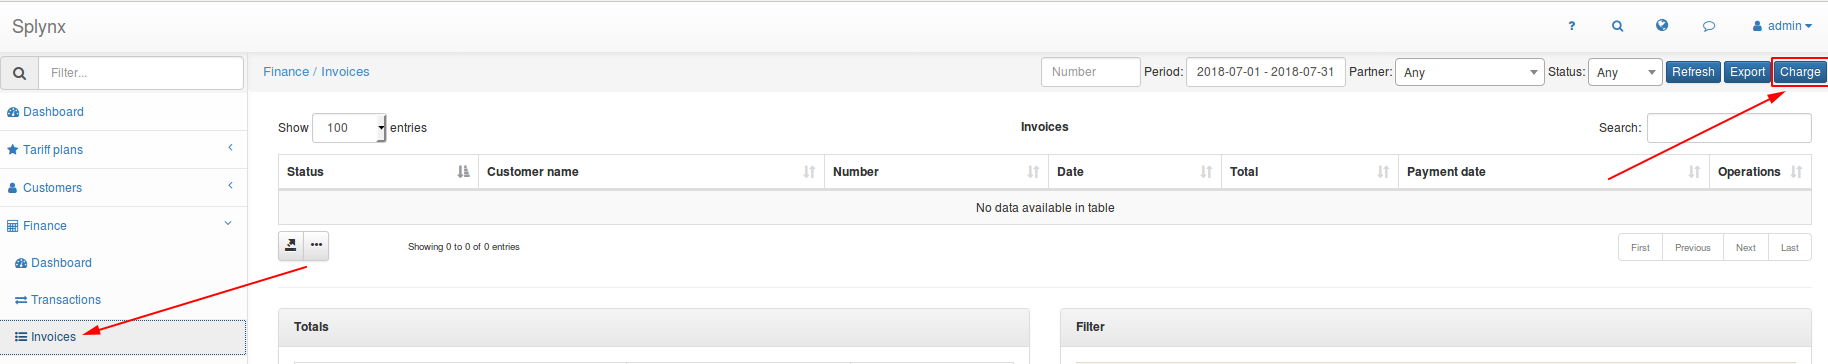 Splynx
? admin
Filter...
Finance / Invoices
Number Period: 2018-07-01 - 2018-07-31 Partner: Any Status: Any Refresh Export Charge
Dashboard
Tariff plans
Customers
Finance
Dashboard
Transactions
Invoices
Show 100 entries
Invoices
Search:
Status Customer name Number Date Total Payment date Operations
No data available in table
Showing 0 to 0 of 0 entries
First Previous Next Last
Totals
Filter